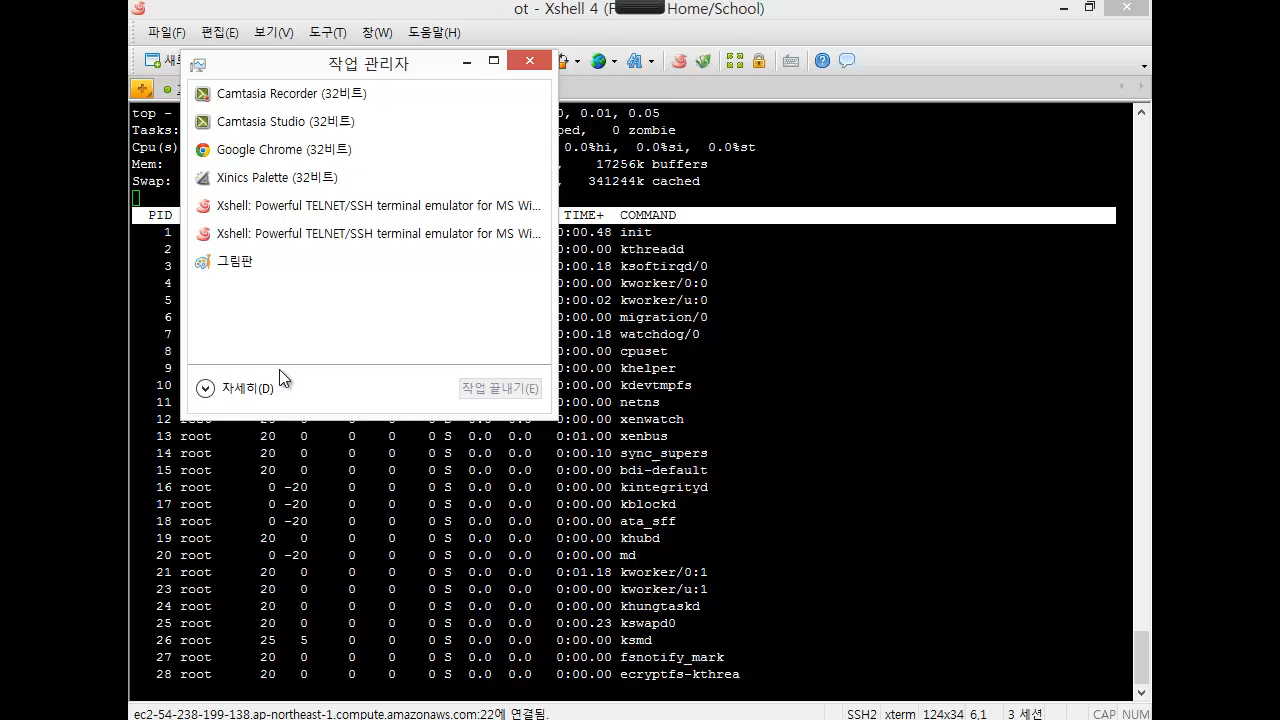 ot - Xshell 4 (F Home/School)
파일(F) 편집(E) 보기(V) 도구(T) 창(W) 도움말(H)
새로
작업 관리자
Camtasia Recorder (32비트)
Camtasia Studio (32비트)
Google Chrome (32비트)
Xinics Palette (32비트)
Xshell: Powerful TELNET/SSH terminal emulator for MS Wi...
Xshell: Powerful TELNET/SSH terminal emulator for MS Wi...
그림판
자세히(D) 작업 끝내기(E)
top - 0, 0.01, 0.05
Tasks: ped, 0 zombie
Cpu(s) 0.0%hi, 0.0%si, 0.0%st
Mem: , 17256k buffers
Swap: , 341244k cached
PID TIME+ COMMAND
1 0:00.48 init
2 0:00.00 kthreadd
3 0:00.18 ksoftirqd/0
4 0:00.00 kworker/0:0
5 0:00.02 kworker/u:0
6 0:00.00 migration/0
7 0:00.18 watchdog/0
8 0:00.00 cpuset
9 0:00.00 khelper
10 0:00.00 kdevtmpfs
11 0:00.00 netns
12 root 20 0 0 0 0 S 0.0 0.0 0:00.00 xenwatch
13 root 20 0 0 0 0 S 0.0 0.0 0:01.00 xenbus
14 root 20 0 0 0 0 S 0.0 0.0 0:00.10 sync_supers
15 root 20 0 0 0 0 S 0.0 0.0 0:00.00 bdi-default
16 root 0 -20 0 0 0 S 0.0 0.0 0:00.00 kintegrityd
17 root 0 -20 0 0 0 S 0.0 0.0 0:00.00 kblockd
18 root 0 -20 0 0 0 S 0.0 0.0 0:00.00 ata_sff
19 root 20 0 0 0 0 S 0.0 0.0 0:00.00 khubd
20 root 0 -20 0 0 0 S 0.0 0.0 0:00.00 md
21 root 20 0 0 0 0 S 0.0 0.0 0:01.18 kworker/0:1
23 root 20 0 0 0 0 S 0.0 0.0 0:00.00 kworker/u:1
24 root 20 0 0 0 0 S 0.0 0.0 0:00.00 khungtaskd
25 root 20 0 0 0 0 S 0.0 0.0 0:00.23 kswapd0
26 root 25 5 0 0 0 S 0.0 0.0 0:00.00 ksmd
27 root 20 0 0 0 0 S 0.0 0.0 0:00.00 fsnotify_mark
28 root 20 0 0 0 0 S 0.0 0.0 0:00.00 ecryptfs-kthrea
ec2-54-238-199-138.ap-northeast-1.compute.amazonaws.com:22에 연결됨. SSH2 xterm 124x34 6,1 3 세션 CAP NUM